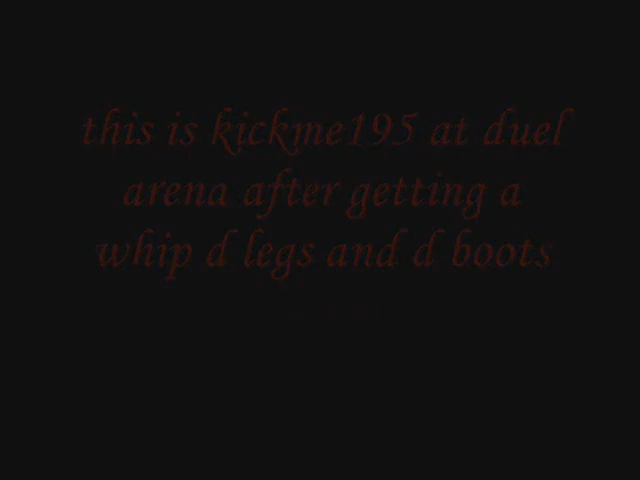 this is kickme195 at duel
arena after getting a
whip d legs and d boots